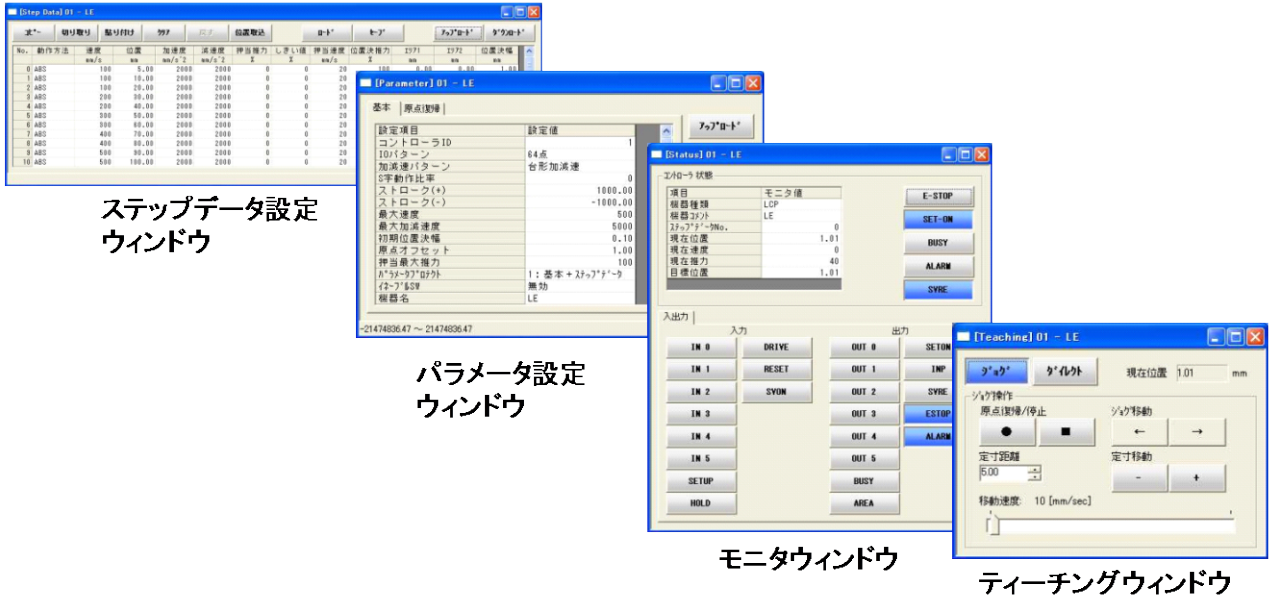 [Step Data] 01 - LE
ｺﾋﾟｰ 切り取り 貼り付け ｸﾘｱ 位置取込 ﾛｰﾄﾞ ｾｰﾌﾞ ｱｯﾌﾟﾛｰﾄﾞ ﾀﾞｳﾝﾛｰﾄﾞ
No. 動作方法 速度 位置 加速度 減速度 押当推力 しきい値 押当速度 位置決推力 ｴﾘｱ1 ｴﾘｱ2 位置決幅
mm/s mm mm/s^2 mm/s^2 % % mm/s % mm mm mm
0 ABS 100 5.00 2000 2000 0 0 20 100 0.00 0.00 1.00
1 ABS 100 10.00 2000 2000 0 0 20
2 ABS 100 20.00 2000 2000 0 0 20
3 ABS 200 30.00 2000 2000 0 0 20
4 ABS 200 40.00 2000 2000 0 0 20
5 ABS 300 50.00 2000 2000 0 0 20
6 ABS 300 60.00 2000 2000 0 0 20
7 ABS 400 70.00 2000 2000 0 0 20
8 ABS 400 80.00 2000 2000 0 0 20
9 ABS 500 90.00 2000 2000 0 0 20
10 ABS 500 100.00 2000 2000 0 0 20
ステップデータ設定
ウィンドウ
[Parameter] 01 - LE
基本 原点復帰
ｱｯﾌﾟﾛｰﾄﾞ
設定項目 設定値
コントローラID 1
IOパターン 64点
加減速パターン 台形加減速
S字動作比率 0
ストローク(+) 1000.00
ストローク(-) -1000.00
最大速度 500
最大加減速度 5000
初期位置決幅 0.10
原点オフセット 1.00
押当最大推力 100
ﾊﾟﾗﾒｰﾀﾌﾟﾛﾃｸﾄ 1：基本＋ｽﾃｯﾌﾟﾃﾞｰﾀ
ｲﾈｰﾌﾞﾙSW 無効
機器名 LE
-21474836.47 ～ 21474836.47
パラメータ設定
ウィンドウ
[Status] 01 - LE
ｺﾝﾄﾛｰﾗ 状態
項目 モニタ値
機器種類 LCP
機器ｺﾒﾝﾄ LE
ｽﾃｯﾌﾟﾃﾞｰﾀNo. 0
現在位置 1.01
現在速度 0
現在推力 40
目標位置 1.01
E-STOP
SET-ON
BUSY
ALARM
SVRE
入出力
入力 出力
IN 0 DRIVE OUT 0 SETON
IN 1 RESET OUT 1 INP
IN 2 SVON OUT 2 SVRE
IN 3 OUT 3 ESTOP
IN 4 OUT 4 ALARM
IN 5 OUT 5
SETUP BUSY
HOLD AREA
モニタウィンドウ
[Teaching] 01 - LE
ｼﾞｮｸﾞ ﾀﾞｲﾚｸﾄ 現在位置 1.01 mm
ｼﾞｮｸﾞ操作
原点復帰/停止 ｼﾞｮｸﾞ移動
● ■ ← →
定寸距離 定寸移動
5.00 - +
移動速度: 10 [mm/sec]
ティーチングウィンドウ